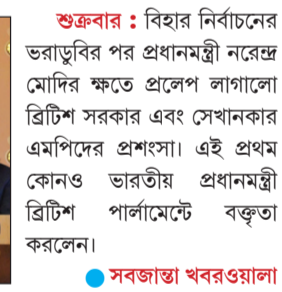 শুক্রবার : বিহার নির্বাচনের
ভরাডুবির পর প্রধানমন্ত্রী নরেন্দ্র
মোদির ক্ষতে প্রলেপ লাগালো
ব্রিটিশ সরকার এবং সেখানকার
এমপিদের প্রশংসা। এই প্রথম
কোনও ভারতীয় প্রধানমন্ত্রী
ব্রিটিশ পার্লামেন্টে বক্তৃতা
করলেন।
● সবজান্তা খবরওয়ালা